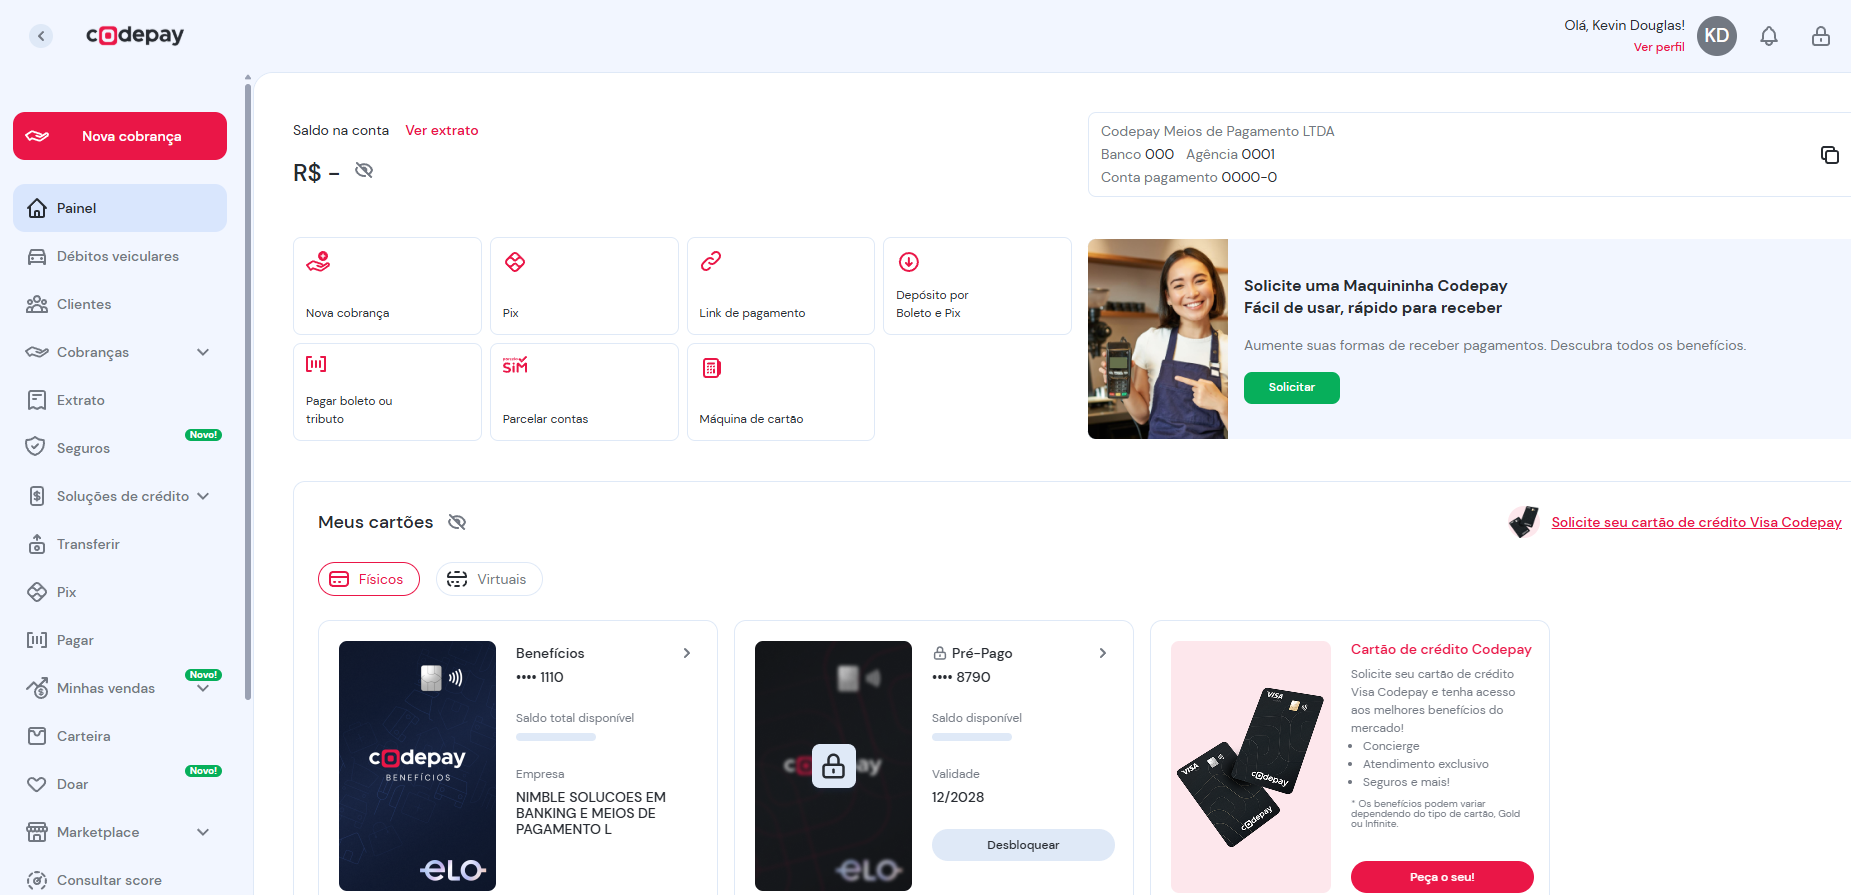 codepay
Olá, Kevin Douglas!
Ver perfil
KD
Nova cobrança
Painel
Débitos veiculares
Clientes
Cobranças
Extrato
Novo!
Seguros
Soluções de crédito
Transferir
Pix
Pagar
Novo!
Minhas vendas
Carteira
Novo!
Doar
Marketplace
Consultar score
Saldo na conta Ver extrato
R$ -
Codepay Meios de Pagamento LTDA
Banco 000 Agência 0001
Conta pagamento 0000-0
Nova cobrança
Pix
Link de pagamento
Depósito por
Boleto e Pix
Pagar boleto ou
tributo
parcela
SiM
Parcelar contas
Máquina de cartão
Solicite uma Maquininha Codepay
Fácil de usar, rápido para receber
Aumente suas formas de receber pagamentos. Descubra todos os benefícios.
Solicitar
Meus cartões
Solicite seu cartão de crédito Visa Codepay
Físicos
Virtuais
codepay
BENEFÍCIOS
elo
Benefícios
•••• 1110
Saldo total disponível
Empresa
NIMBLE SOLUCOES EM
BANKING E MEIOS DE
PAGAMENTO L
elo
Pré-Pago
•••• 8790
Saldo disponível
Validade
12/2028
Desbloquear
VISA
codepay
VISA
codepay
Cartão de crédito Codepay
Solicite seu cartão de crédito
Visa Codepay e tenha acesso
aos melhores benefícios do
mercado!
• Concierge
• Atendimento exclusivo
• Seguros e mais!
* Os benefícios podem variar
dependendo do tipo de cartão, Gold
ou Infinite.
Peça o seu!